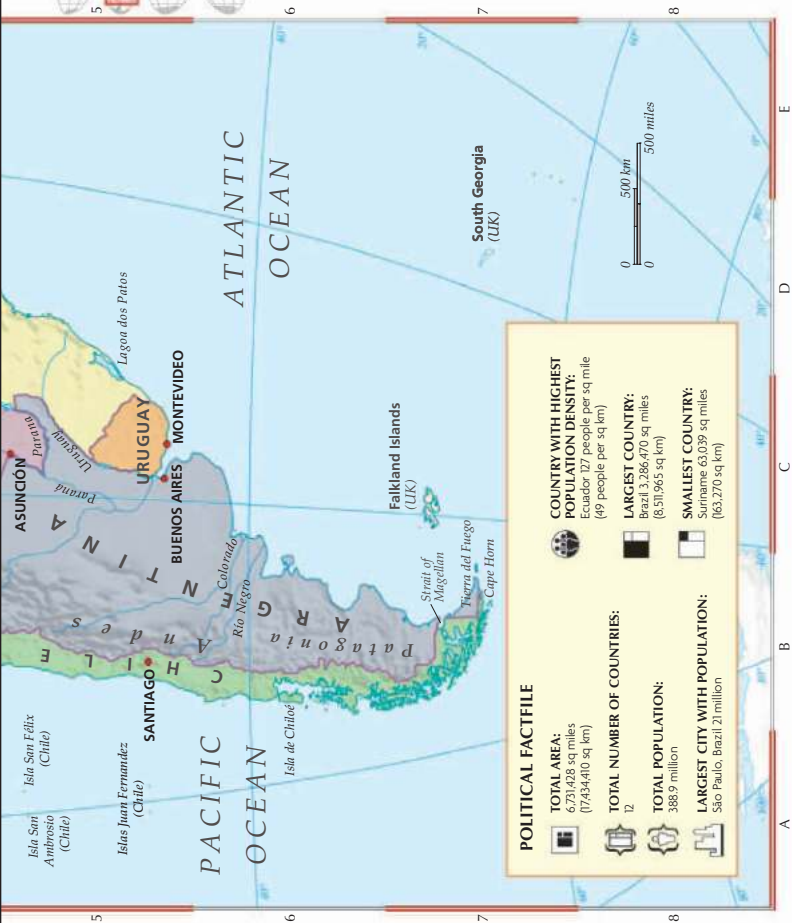 5
6
7
8
Isla San
Ambrosio
(Chile)
Isla San Félix
(Chile)
Islas Juan Fernandez
(Chile)
SANTIAGO
CHILE
Andes
ARGENTINA
Patagonia
ASUNCIÓN
Parana
Uruguay
Paraná
URUGUAY
BUENOS AIRES
MONTEVIDEO
Lagoa dos Patos
Colorado
Río Negro
PACIFIC
OCEAN
Isla de Chiloé
ATLANTIC
OCEAN
Strait of
Magellan
Tierra del Fuego
Cape Horn
Falkland Islands
(UK)
South Georgia
(UK)
0 500 km
0 500 miles
POLITICAL FACTFILE
TOTAL AREA:
6,731,428 sq miles
(17,434,410 sq km)
TOTAL NUMBER OF COUNTRIES:
12
TOTAL POPULATION:
388.9 million
LARGEST CITY WITH POPULATION:
São Paulo, Brazil 21 million
COUNTRY WITH HIGHEST
POPULATION DENSITY:
Ecuador 127 people per sq mile
(49 people per sq km)
LARGEST COUNTRY:
Brazil 3,286,470 sq miles
(8,511,965 sq km)
SMALLEST COUNTRY:
Suriname 63,039 sq miles
(163,270 sq km)
A
B
C
D
E
5
6
7
8